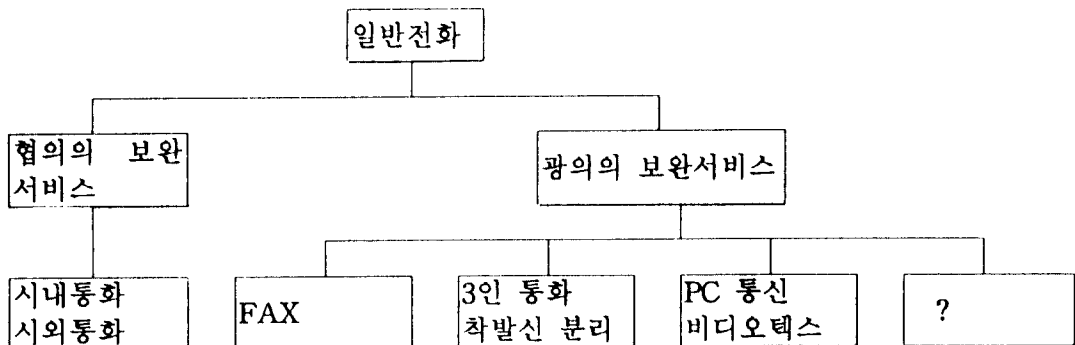 일반전화
협의의 보완
서비스
광의의 보완서비스
시내통화
시외통화
FAX
3인 통화
착발신 분리
PC 통신
비디오텍스
?